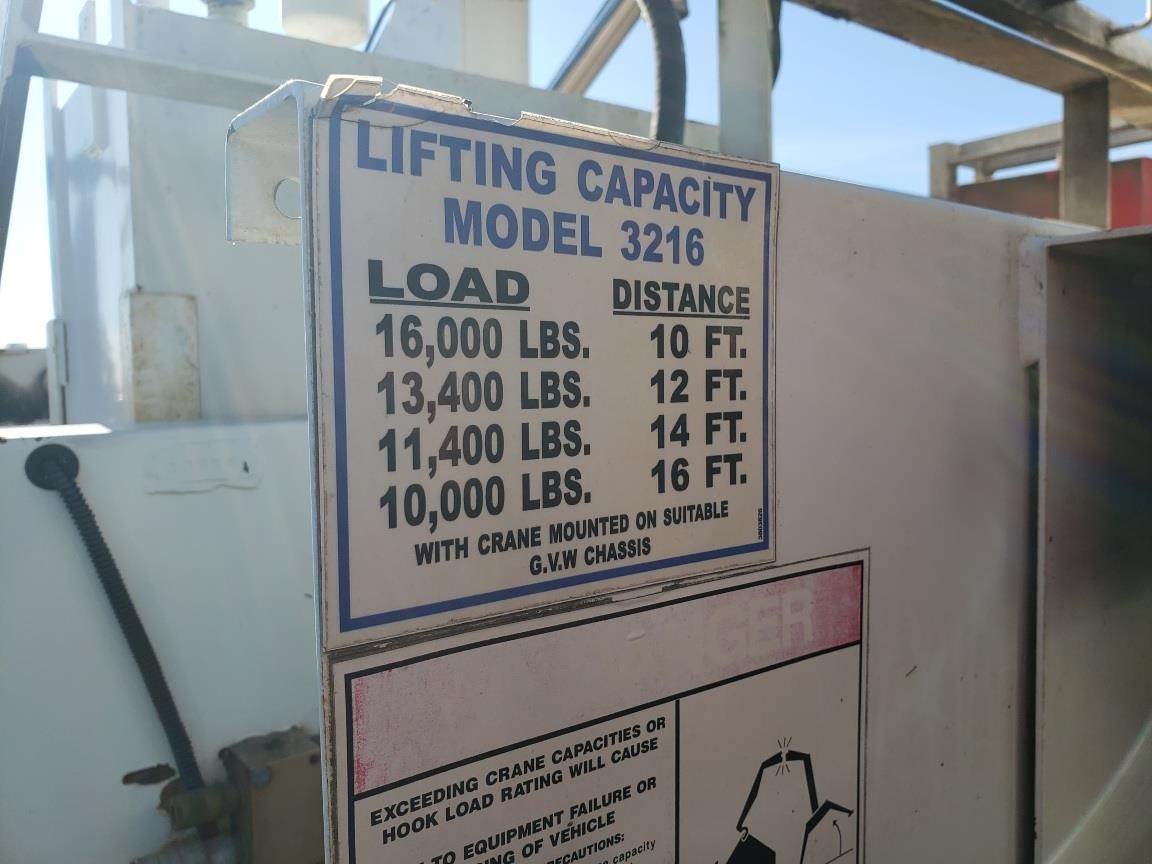 LIFTING CAPACITY
MODEL 3216
LOAD DISTANCE
16,000 LBS. 10 FT.
13,400 LBS. 12 FT.
11,400 LBS. 14 FT.
10,000 LBS. 16 FT.
WITH CRANE MOUNTED ON SUITABLE
G.V.W CHASSIS
GER
EXCEEDING CRANE CAPACITIES OR
HOOK LOAD RATING WILL CAUSE
TO EQUIPMENT FAILURE OR
OF VEHICLE
capacity